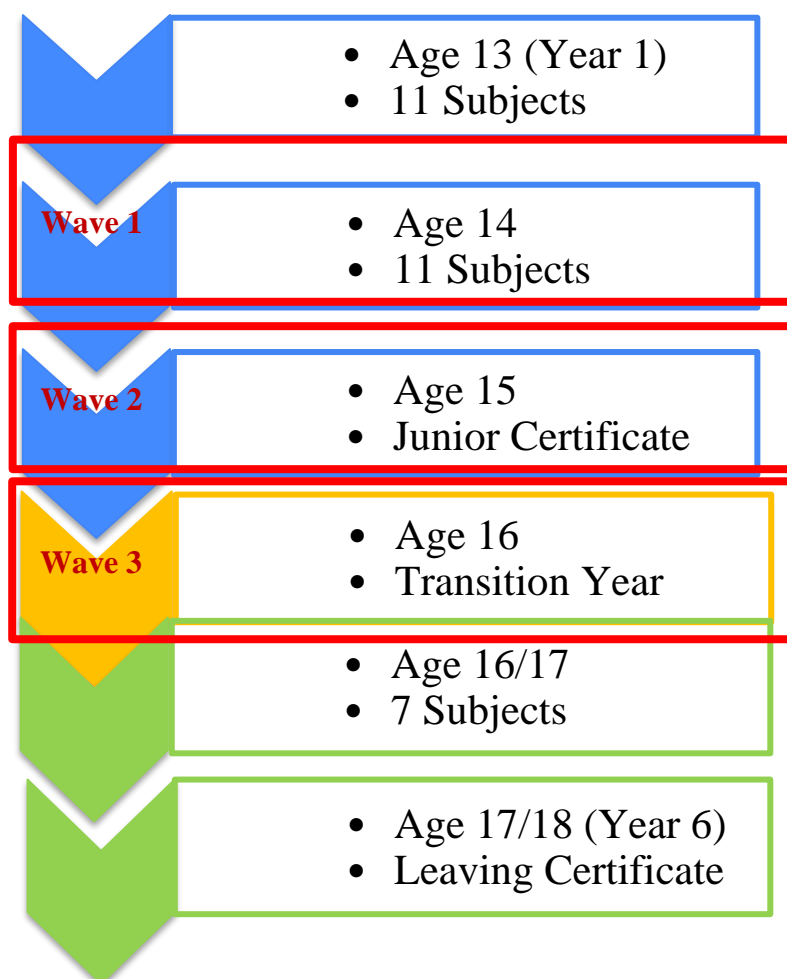 • Age 13 (Year 1)
• 11 Subjects
Wave 1
• Age 14
• 11 Subjects
Wave 2
• Age 15
• Junior Certificate
Wave 3
• Age 16
• Transition Year
• Age 16/17
• 7 Subjects
• Age 17/18 (Year 6)
• Leaving Certificate